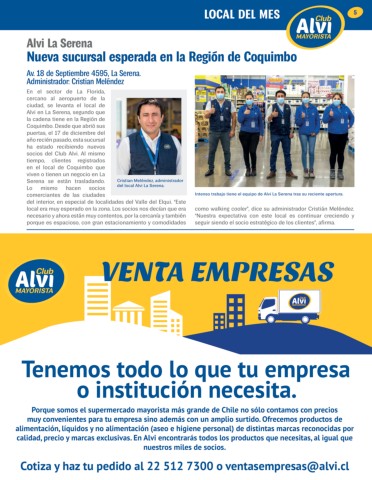 LOCAL DEL MES
Club
Alvi
MAYORISTA
5
Alvi La Serena
Nueva sucursal esperada en la Región de Coquimbo
Av. 18 de Septiembre 4595, La Serena.
Administrador: Cristian Meléndez
En el sector de La Florida,
cercano al aeropuerto de la
ciudad, se levanta el local de
Alvi en La Serena, segundo que
la cadena tiene en la Región de
Coquimbo. Desde que abrió sus
puertas, el 17 de diciembre del
año recién pasado, esta sucursal
ha estado recibiendo nuevos
socios del Club Alvi. Al mismo
tiempo, clientes registrados
en el local de Coquimbo que
viven o tienen un negocio en La
Serena se están trasladando.
Lo mismo hacen socios
comerciantes de las ciudades
del interior, en especial de localidades del Valle del Elqui. "Este
local era muy esperado en la zona. Los socios nos decían que era
necesario y ahora están muy contentos, por la cercanía y también
porque es espacioso, con gran estacionamiento y comodidades
Cristian Meléndez, administrador
del local Alvi La Serena.
Intenso trabajo tiene el equipo de Alvi La Serena tras su reciente apertura.
como walking cooler", dice su administrador Cristián Meléndez.
"Nuestra expectativa con este local es continuar creciendo y
seguir siendo el socio estratégico de los clientes", afirma.
Club
Alvi
MAYORISTA
VENTA EMPRESAS
Alvi
Tenemos todo lo que tu empresa
o institución necesita.
Porque somos el supermercado mayorista más grande de Chile no sólo contamos con precios
muy convenientes para tu empresa sino además con un amplio surtido. Ofrecemos productos de
alimentación, líquidos y no alimentación (aseo e higiene personal) de distintas marcas reconocidas por
calidad, precio y marcas exclusivas. En Alvi encontrarás todos los productos que necesitas, al igual que
nuestros miles de socios.
Cotiza y haz tu pedido al 22 512 7300 o ventasempresas@alvi.cl